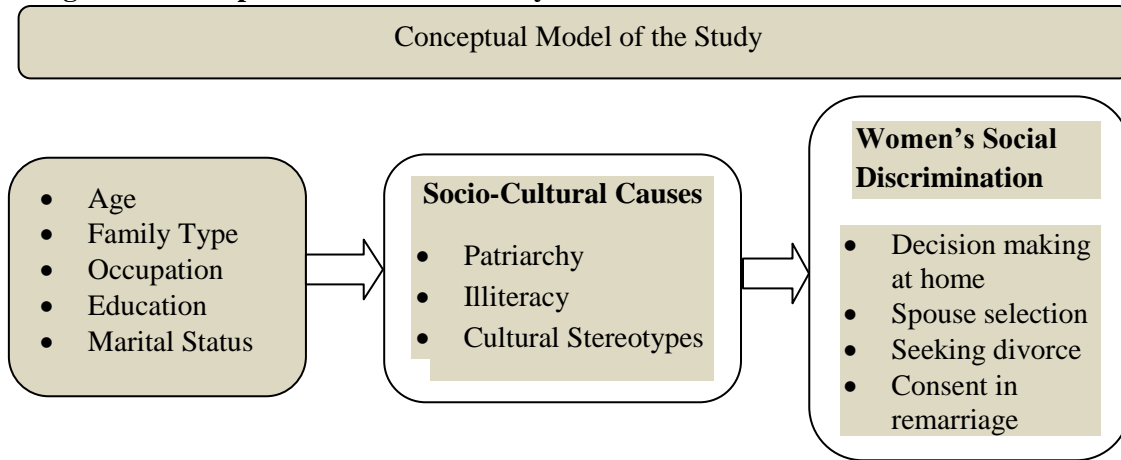 Conceptual Model of the Study
• Age
• Family Type
• Occupation
• Education
• Marital Status
Socio-Cultural Causes
• Patriarchy
• Illiteracy
• Cultural Stereotypes
Women's Social
Discrimination
• Decision making
at home
• Spouse selection
• Seeking divorce
• Consent in
remarriage